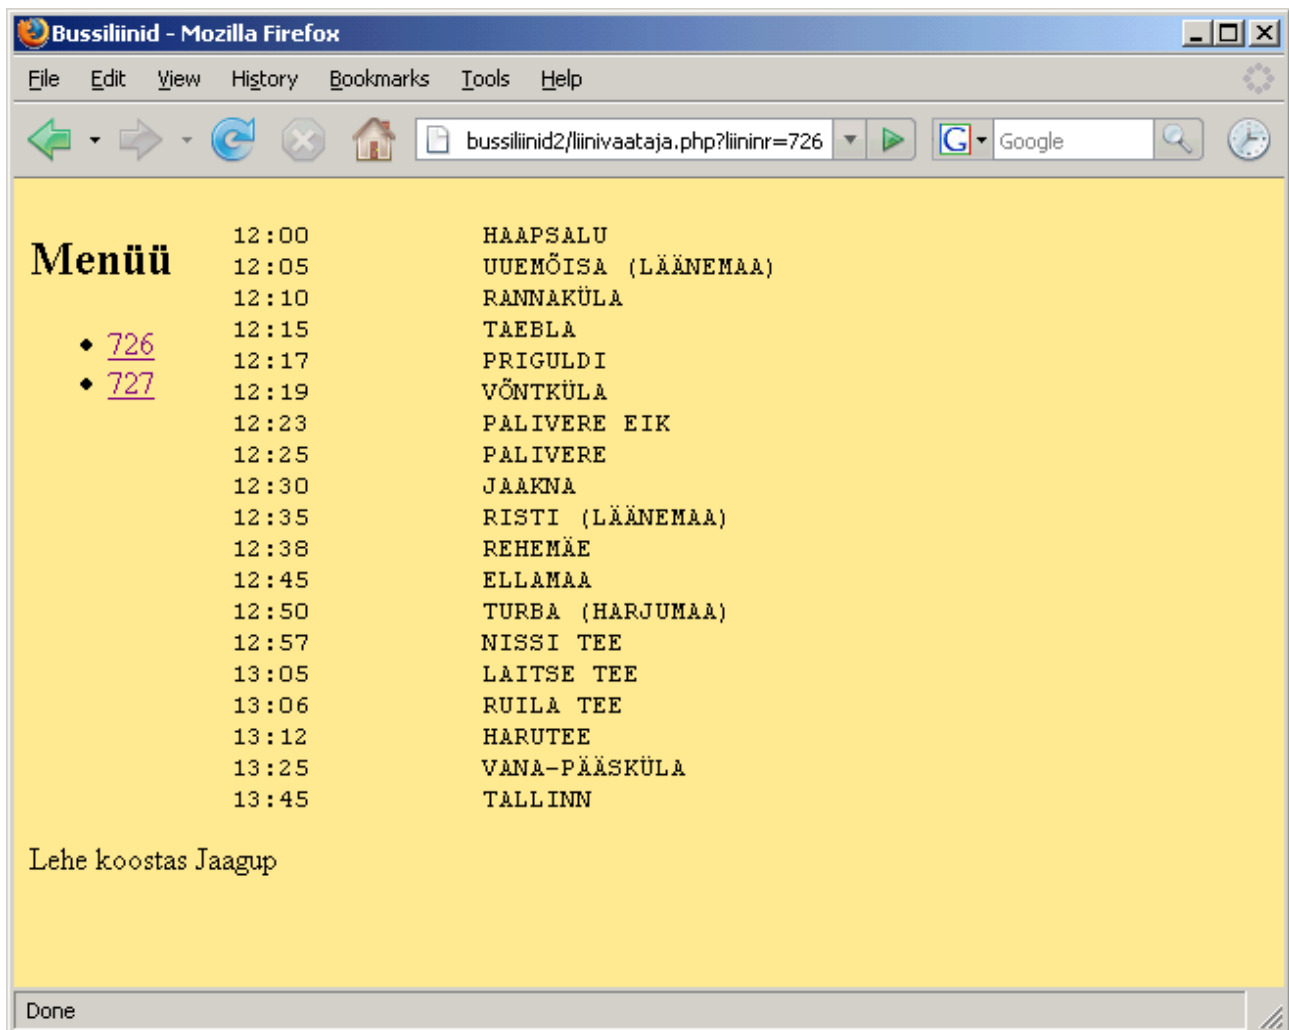 Bussiliinid - Mozilla Firefox
File Edit View History Bookmarks Tools Help
bussiliinid2/liinivaataja.php?liininr=726 G Google
Menüü
726
727
12:00 HAAPSALU
12:05 UUEMÕISA (LÄÄNEMAA)
12:10 RANNAKÜLA
12:15 TAEBLA
12:17 PRIGULDI
12:19 VÕNTKÜLA
12:23 PALIVERE EIK
12:25 PALIVERE
12:30 JAAKNA
12:35 RISTI (LÄÄNEMAA)
12:38 REHEMÄE
12:45 ELLAMAA
12:50 TURBA (HARJUMAA)
12:57 NISSI TEE
13:05 LAITSE TEE
13:06 RUILA TEE
13:12 HARUTEE
13:25 VANA-PÄÄSKÜLA
13:45 TALLINN
Lehe koostas Jaagup
Done